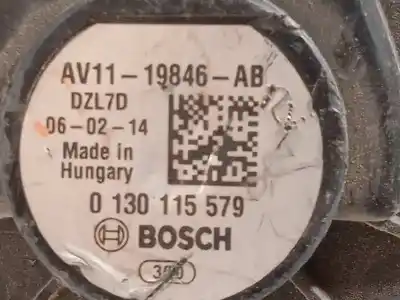 AV11-19846-AB
DZL7D
06-02-14
Made in
Hungary
0 130 115 579
BOSCH